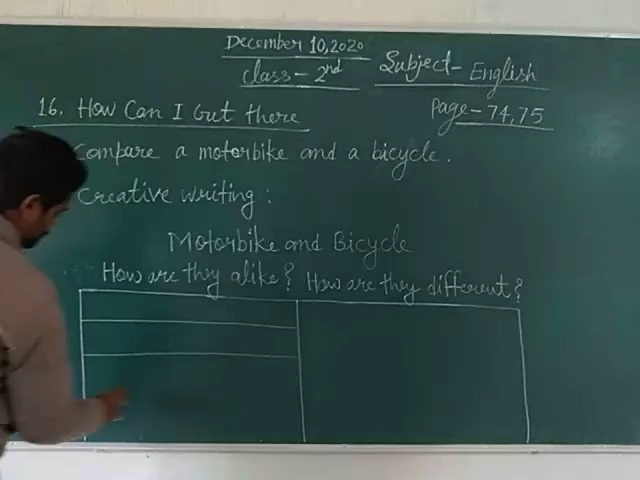 December 10, 2020
Class - 2nd
Subject - English
16. How Can I Gut there
Page - 74, 75
Compare a motorbike and a bicycle.
Creative writing :
Motorbike and Bicycle
How are they alike? How are they different?